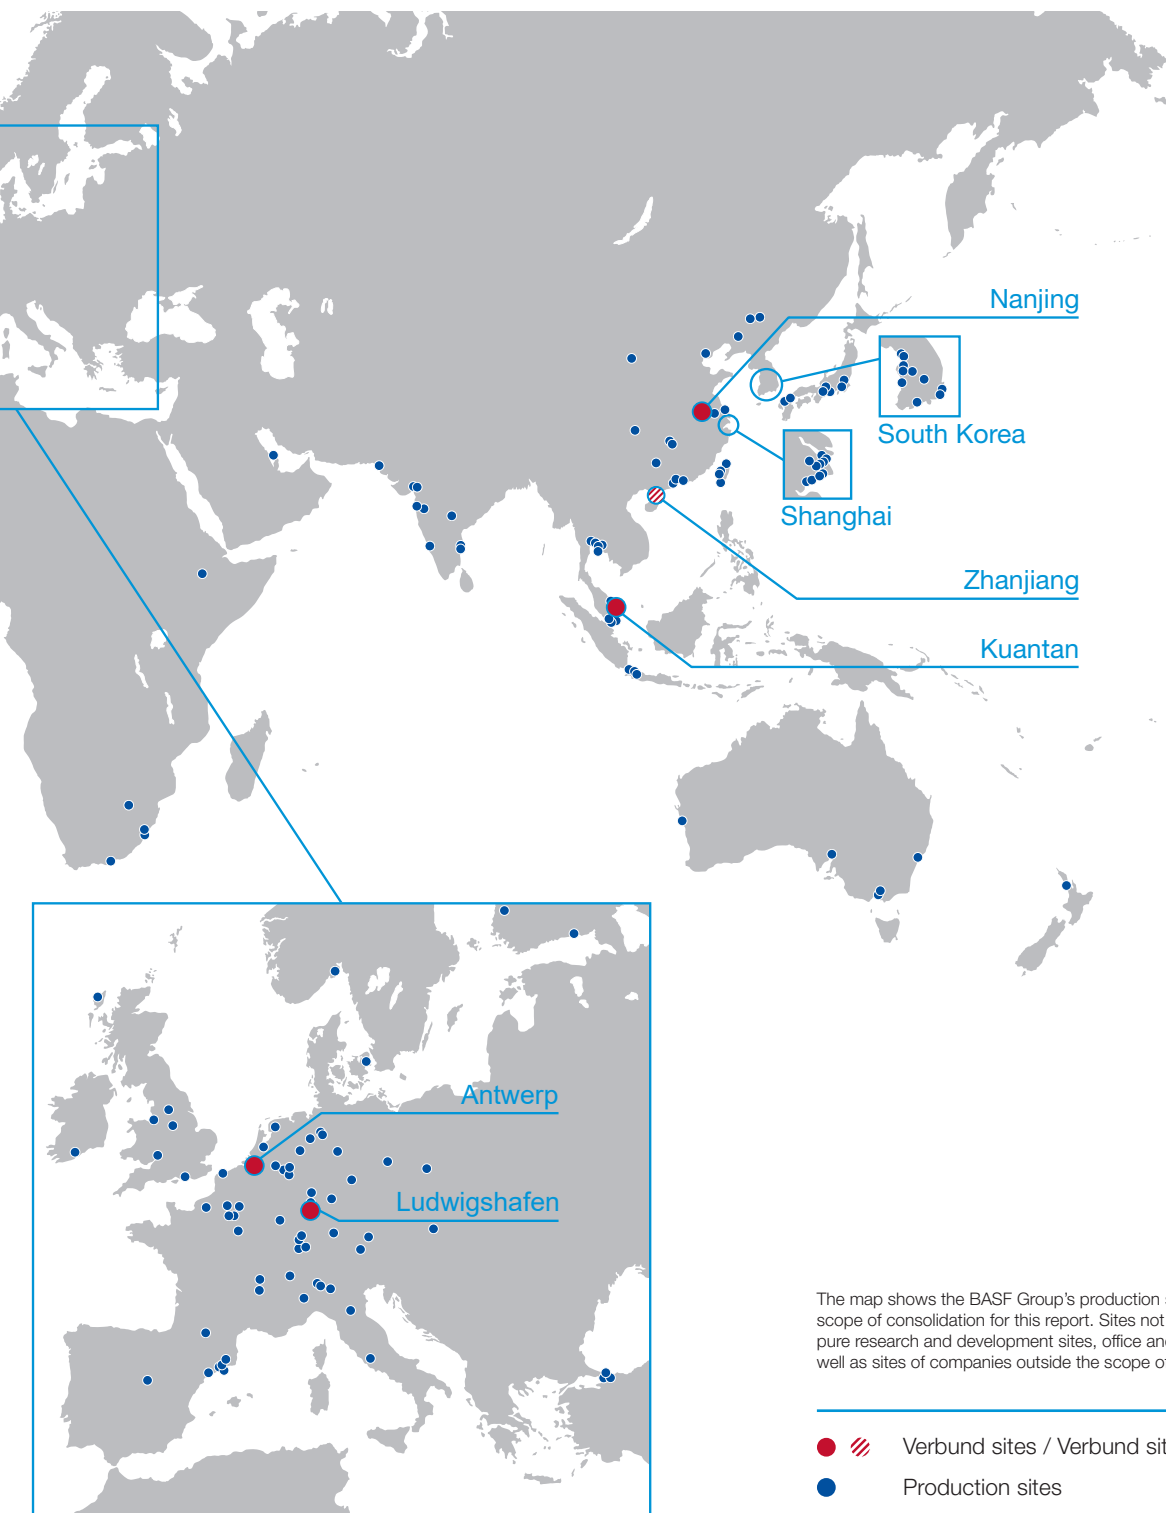 Nanjing
South Korea
Shanghai
Zhanjiang
Kuantan
Antwerp
Ludwigshafen
The map shows the BASF Group's production
scope of consolidation for this report. Sites not
pure research and development sites, office and
well as sites of companies outside the scope of
Verbund sites / Verbund
Production sites